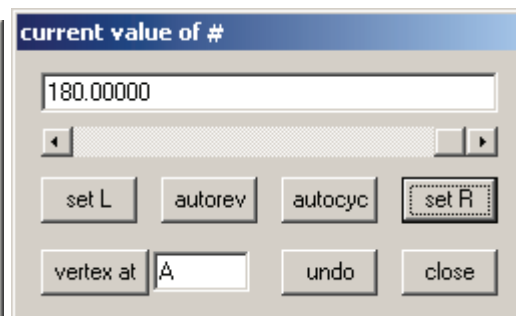 current value of #
180.00000
set L autorev autocyc set R
vertex at A undo close